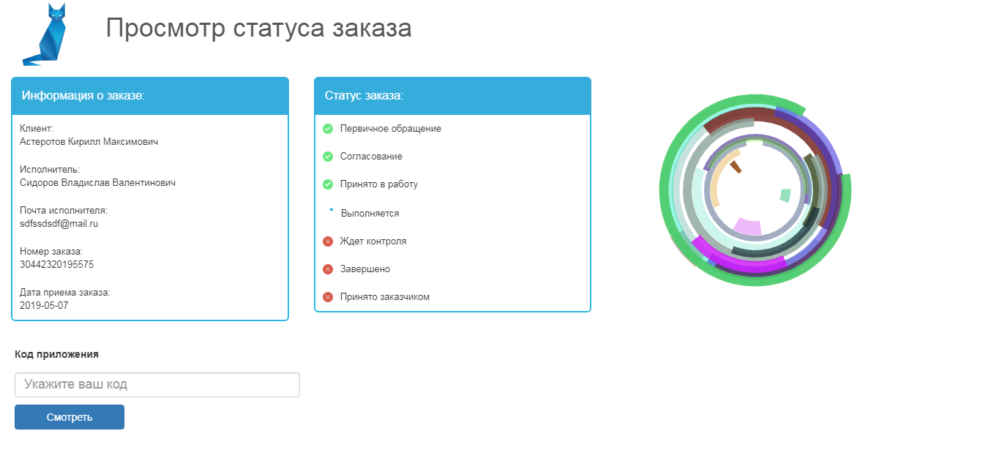 Просмотр статуса заказа
Информация о заказе:
Клиент:
Астеротов Кирилл Максимович
Исполнитель:
Сидоров Владислав Валентинович
Почта исполнителя:
sdfssdsdf@mail.ru
Номер заказа:
30442320195575
Дата приема заказа:
2019-05-07
Статус заказа:
Первичное обращение
Согласование
Принято в работу
Выполняется
Ждет контроля
Завершено
Принято заказчиком
Код приложения
Укажите ваш код
Смотреть